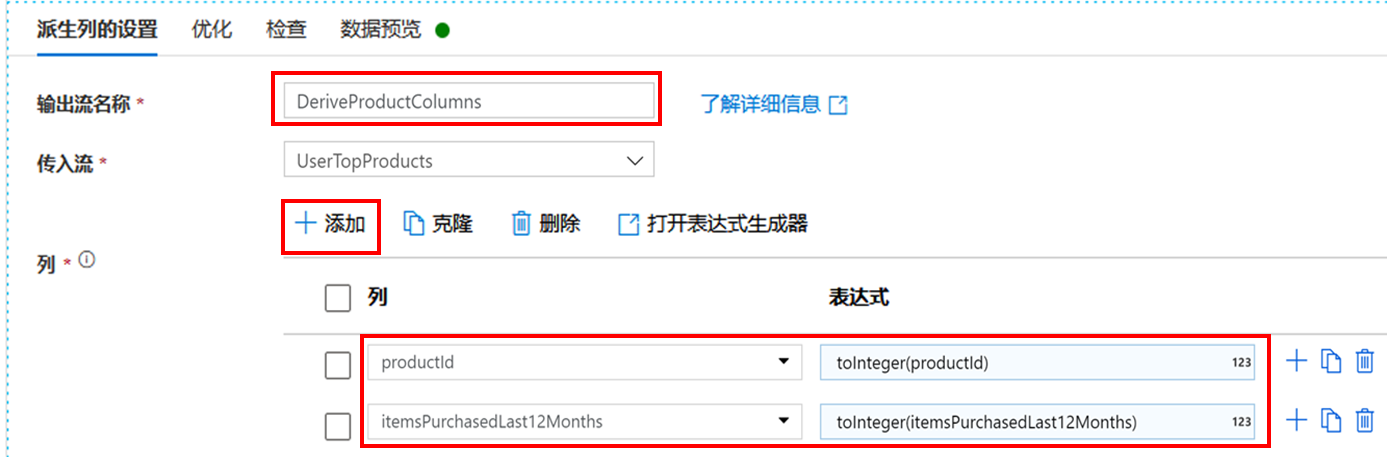 派生列的设置 优化 检查 数据预览
输出流名称 * DeriveProductColumns 了解详细信息
传入流 * UserTopProducts
添加 克隆 删除 打开表达式生成器
列 *
列 表达式
productId toInteger(productId) 123
itemsPurchasedLast12Months toInteger(itemsPurchasedLast12Months) 123